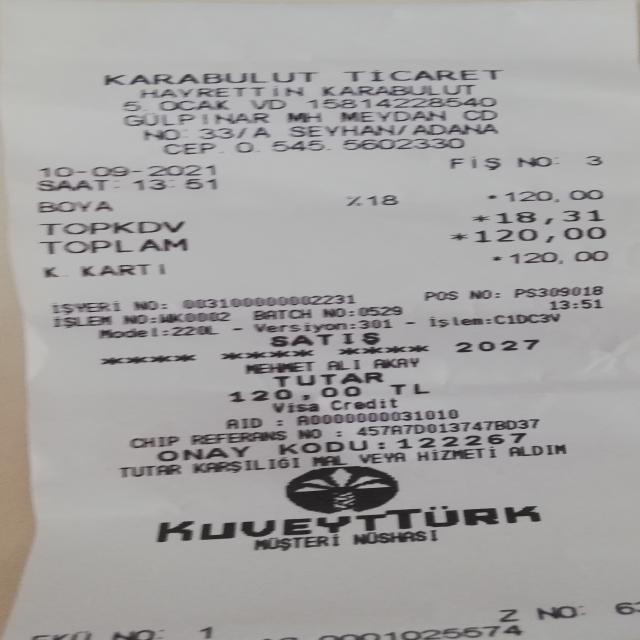 KARABULUT TİCARET
HAYRETTİN KARABULUT
5 OCAK VD 15814228540
GÜLPINAR MH MEYDAN CD
NO: 33/A SEYHAN/ADANA
CEP. 0. 545. 5602330
10-09-2021 FİŞ NO: 3
SAAT: 13:51
BOYA %18 *120,00
TOPKDV *18,31
TOPLAM *120,00
K. KARTI *120,00
İŞYERİ NO: 0031000000002231 POS NO: PS309018
İŞLEM NO:WK0002 BATCH NO:0529 13:51
Model:220L - Versiyon:301 - İşlem:C1DC3V
SATIŞ
**** **** **** 2027
MEHMET ALI AKAY
TUTAR
120,00 TL
Visa Credit
AID : A0000000031010
CHIP REFERANS NO : 457A7D013747BD37
ONAY KODU:122267
TUTAR KARŞILIĞI MAL VEYA HİZMETİ ALDIM
KUVEYTTÜRK
MÜŞTERİ NÜSHASI
Z NO:
EKÜ NO: 1